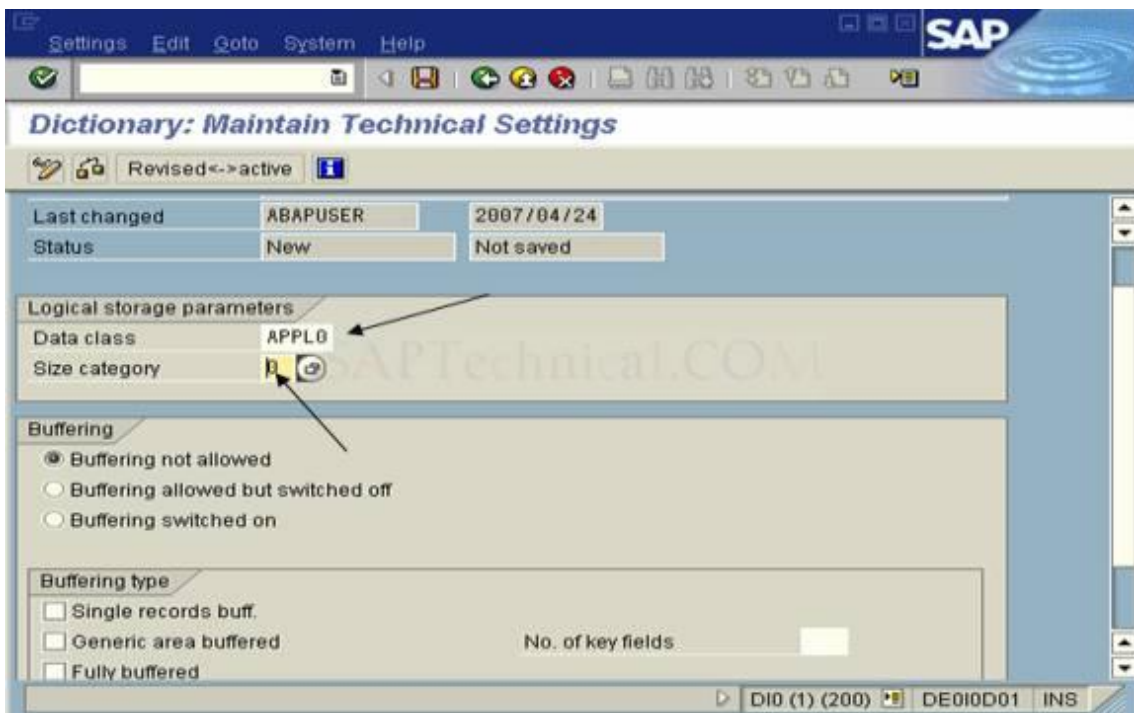 Settings Edit Goto System Help
SAP
Dictionary: Maintain Technical Settings
Revised<->active
Last changed ABAPUSER 2007/04/24
Status New Not saved
Logical storage parameters
Data class APPL0
Size category 0
SAPTechnical.COM
Buffering
Buffering not allowed
Buffering allowed but switched off
Buffering switched on
Buffering type
Single records buff.
Generic area buffered No. of key fields
Fully buffered
DI0 (1) (200) DE0I0D01 INS